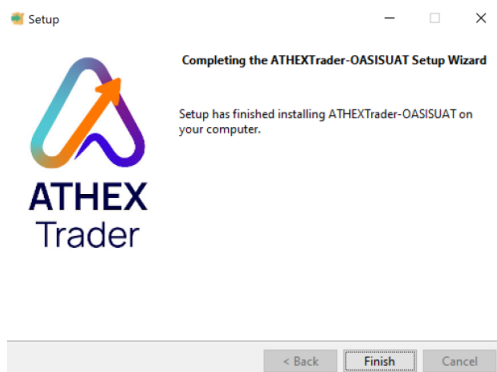 Setup
Completing the ATHEXTrader-OASISUAT Setup Wizard
Setup has finished installing ATHEXTrader-OASISUAT on
your computer.
ATHEX
Trader
< Back
Finish
Cancel